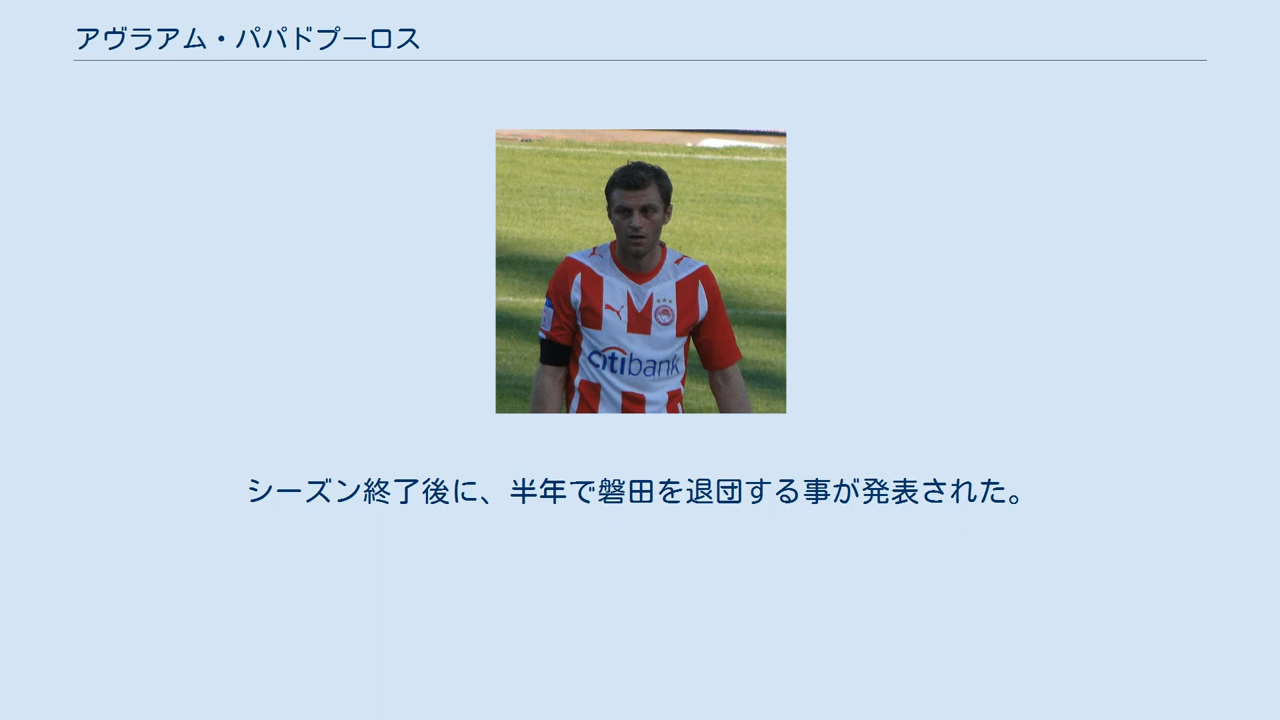 アヴラアム・パパドプーロス
citibank
シーズン終了後に、半年で磐田を退団する事が発表された。